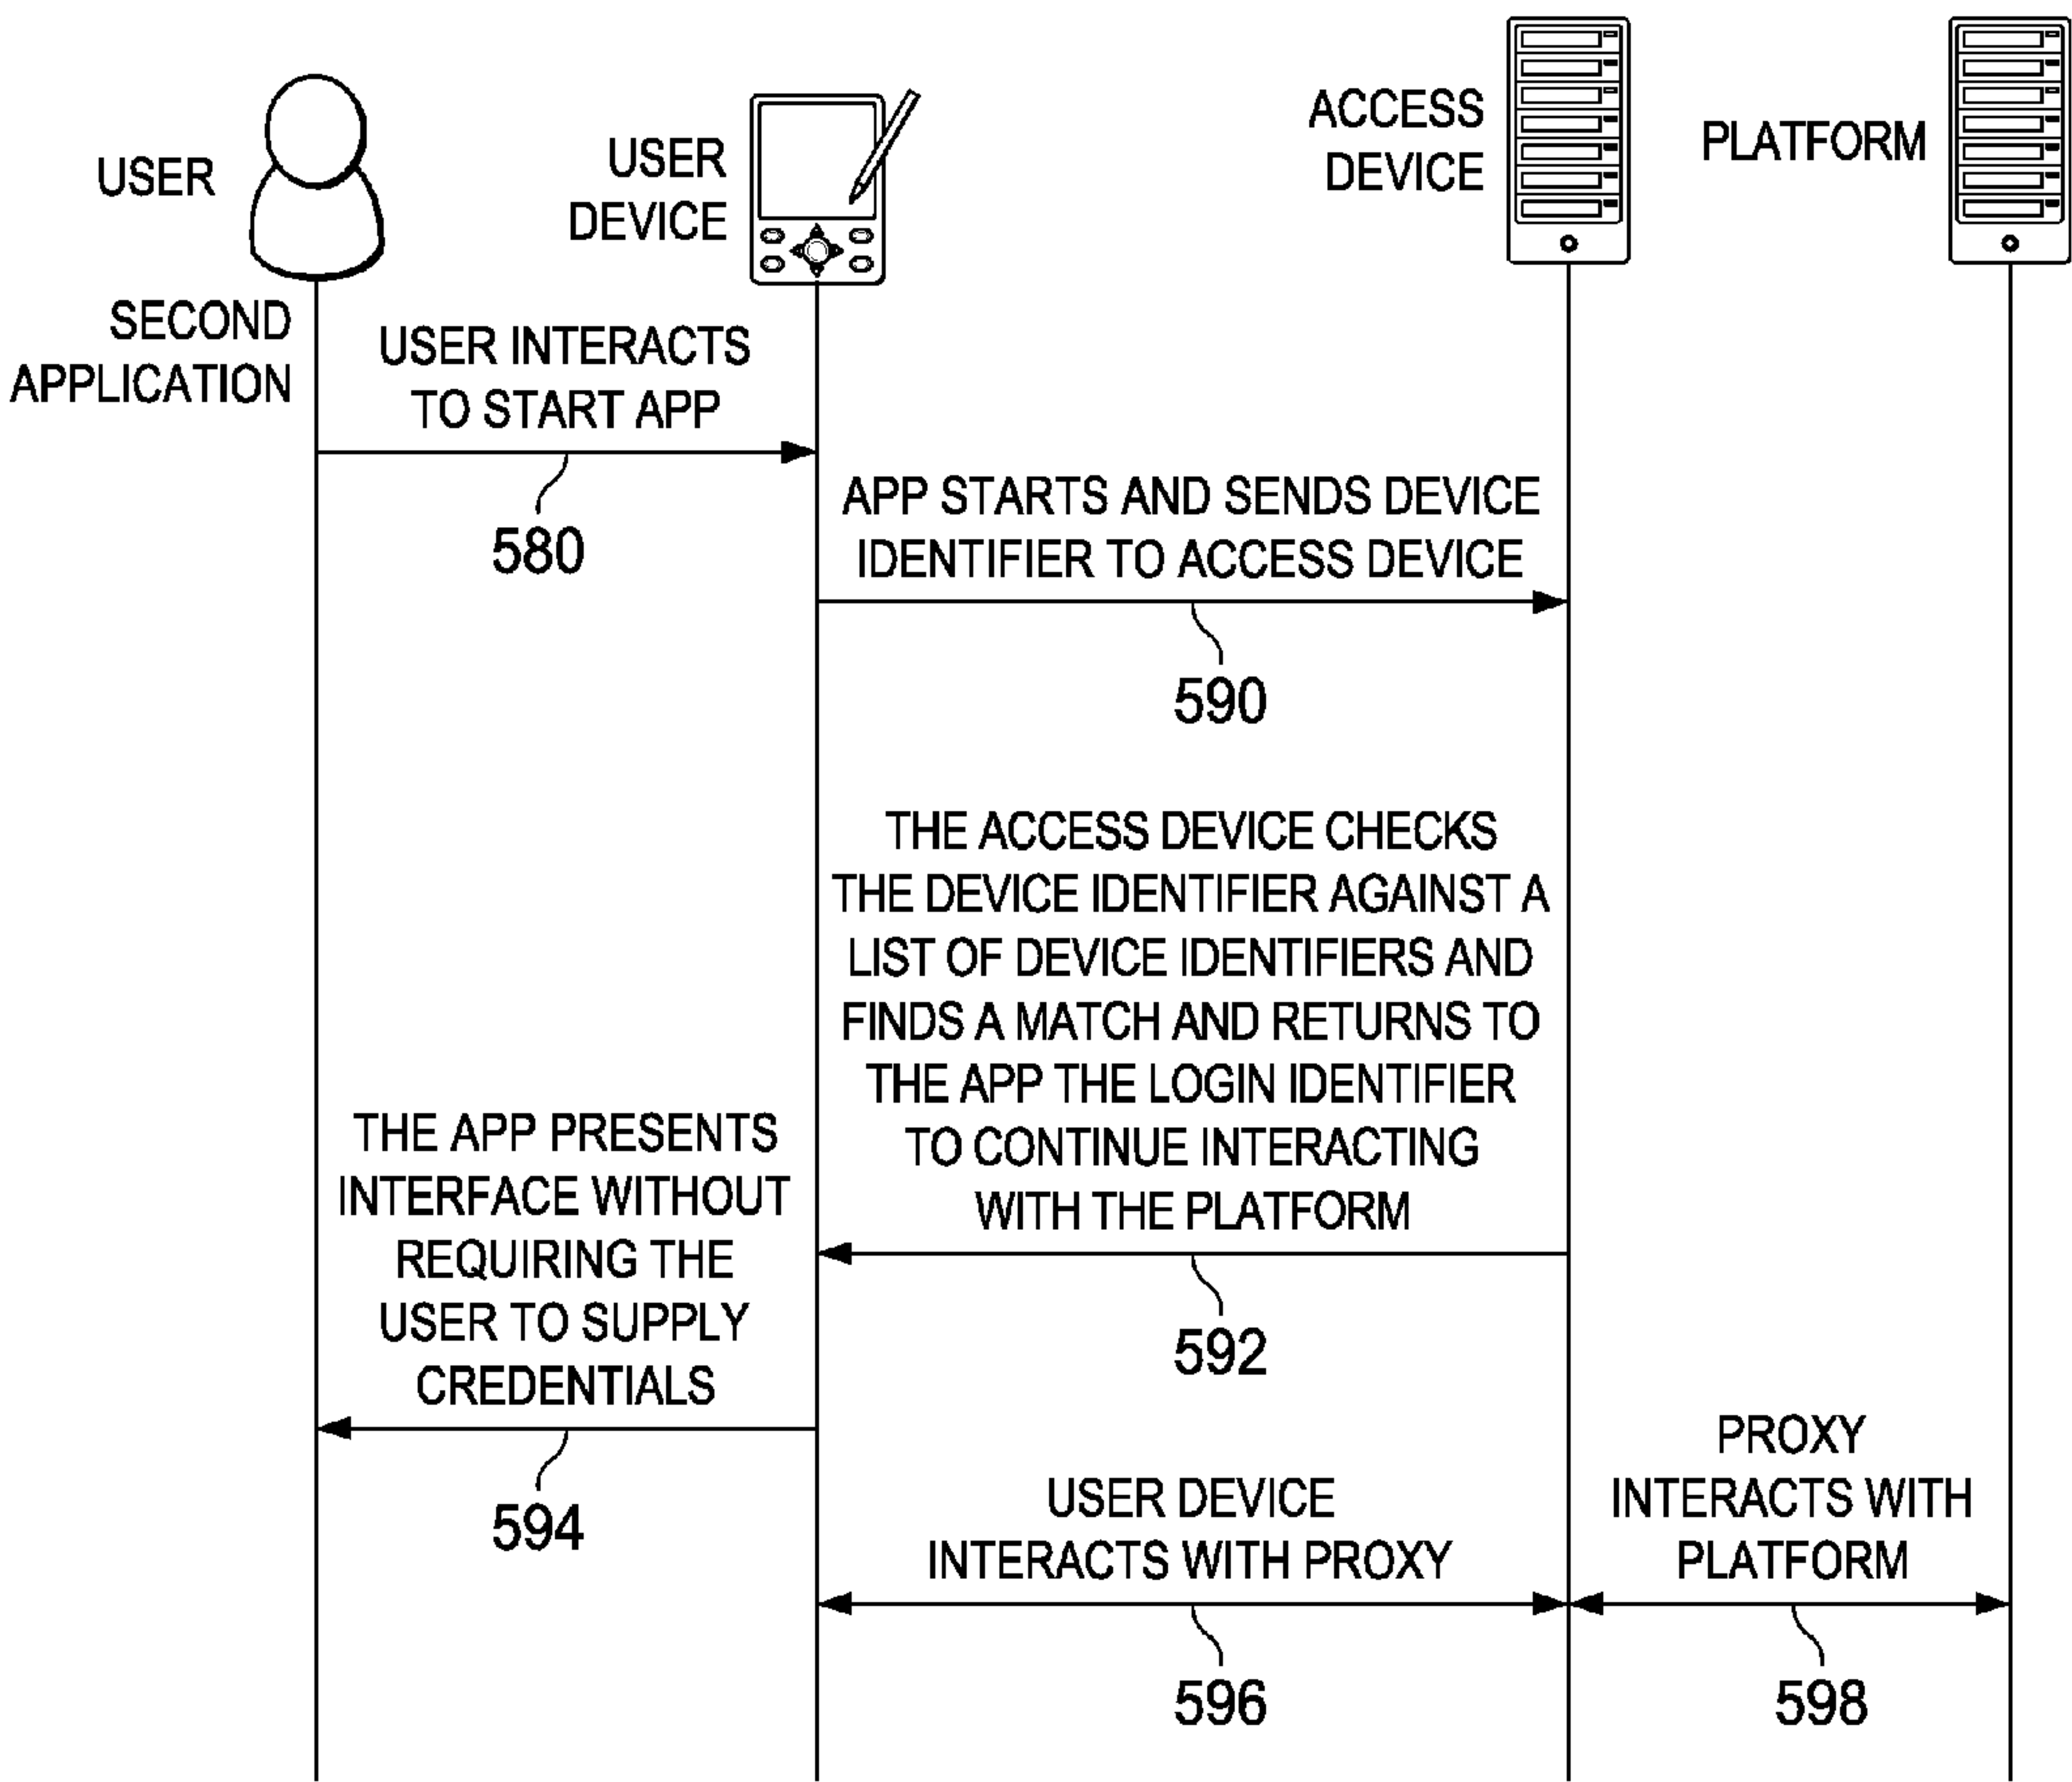 USER
USER
DEVICE
ACCESS
DEVICE
PLATFORM
SECOND
APPLICATION
USER INTERACTS
TO START APP
580
APP STARTS AND SENDS DEVICE
IDENTIFIER TO ACCESS DEVICE
590
THE ACCESS DEVICE CHECKS
THE DEVICE IDENTIFIER AGAINST A
LIST OF DEVICE IDENTIFIERS AND
FINDS A MATCH AND RETURNS TO
THE APP THE LOGIN IDENTIFIER
TO CONTINUE INTERACTING
WITH THE PLATFORM
592
THE APP PRESENTS
INTERFACE WITHOUT
REQUIRING THE
USER TO SUPPLY
CREDENTIALS
594
USER DEVICE
INTERACTS WITH PROXY
596
PROXY
INTERACTS WITH
PLATFORM
598